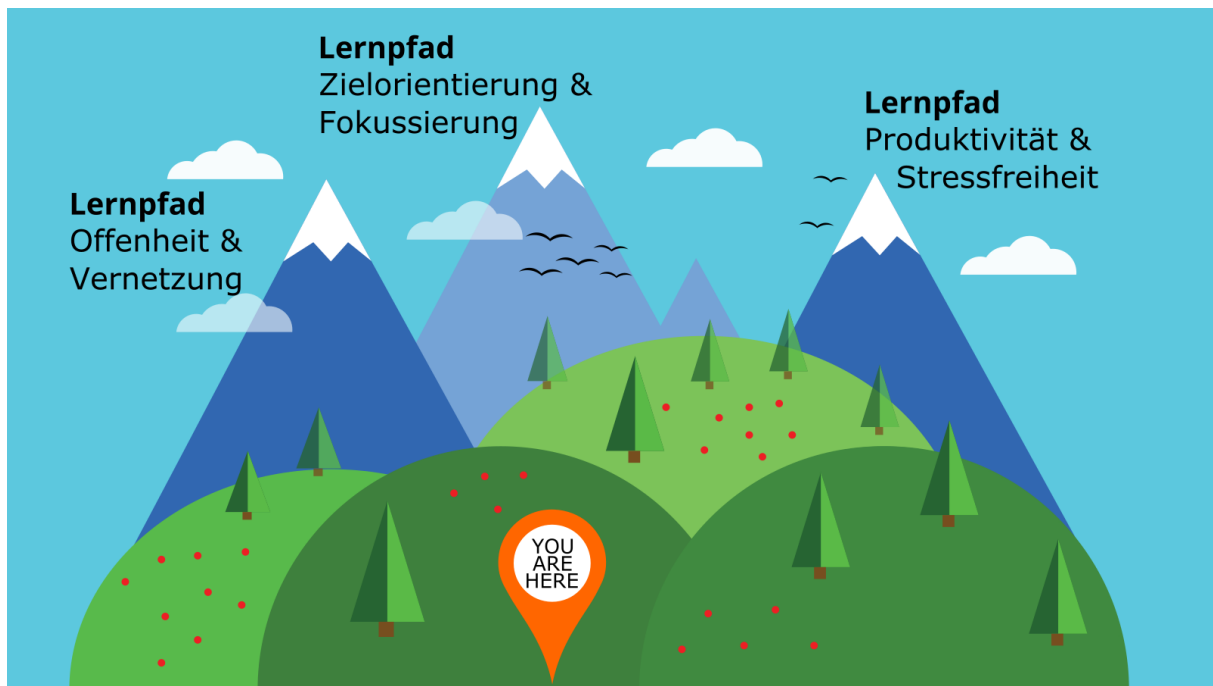 Lernpfad
Zielorientierung &
Fokussierung
Lernpfad
Produktivität &
Stressfreiheit
Lernpfad
Offenheit &
Vernetzung
YOU
ARE
HERE